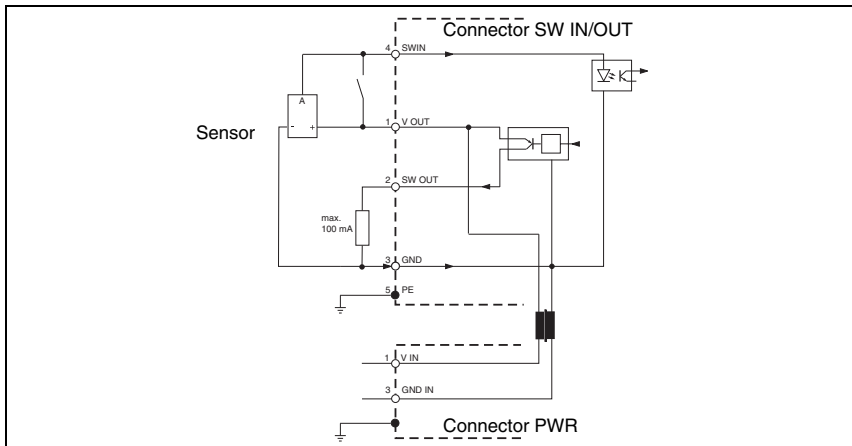 Connector SW IN/OUT
4 SWIN
A
Sensor
- +
1 V OUT
2 SW OUT
max.
100 mA
3 GND
5 PE
1 V IN
3 GND IN
Connector PWR